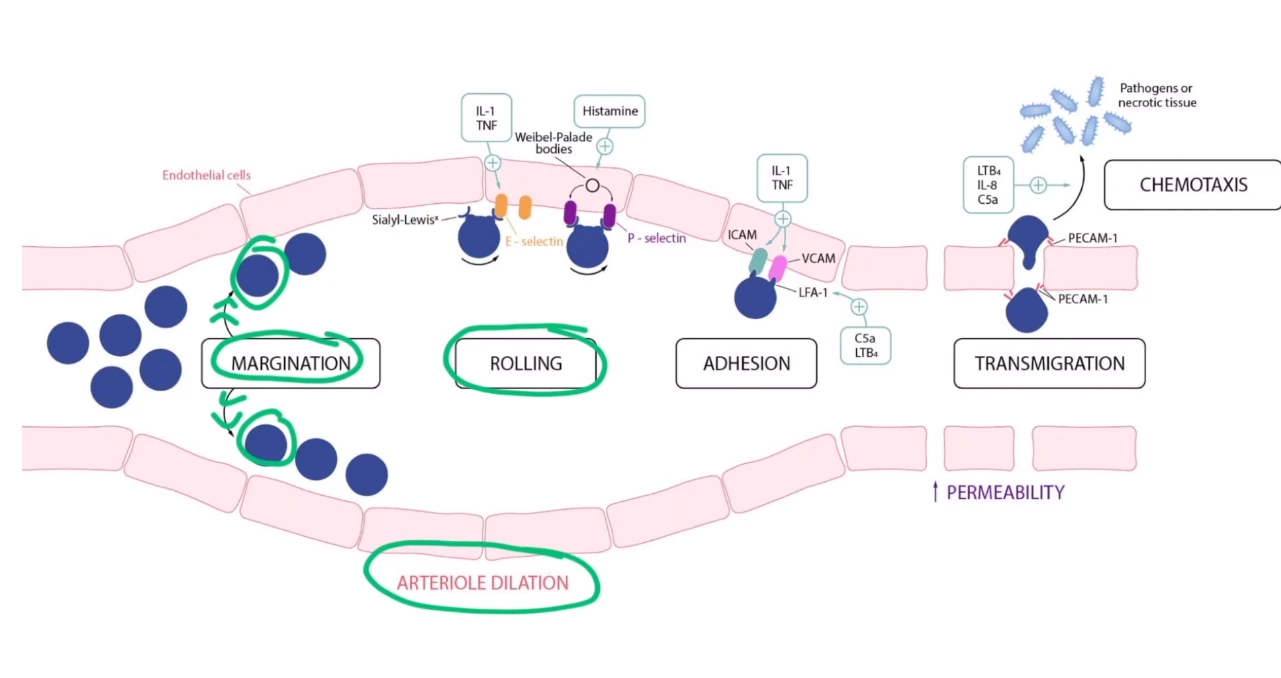 Pathogens or
necrotic tissue
IL-1
TNF
Histamine
Weibel-Palade
bodies
Endothelial cells
IL-1
TNF
LTB₄
IL-8
C5a
CHEMOTAXIS
Sialyl-Lewisˣ
E - selectin
P - selectin
ICAM
VCAM
PECAM-1
LFA-1
PECAM-1
C5a
LTB₄
MARGINATION
ROLLING
ADHESION
TRANSMIGRATION
↑ PERMEABILITY
ARTERIOLE DILATION